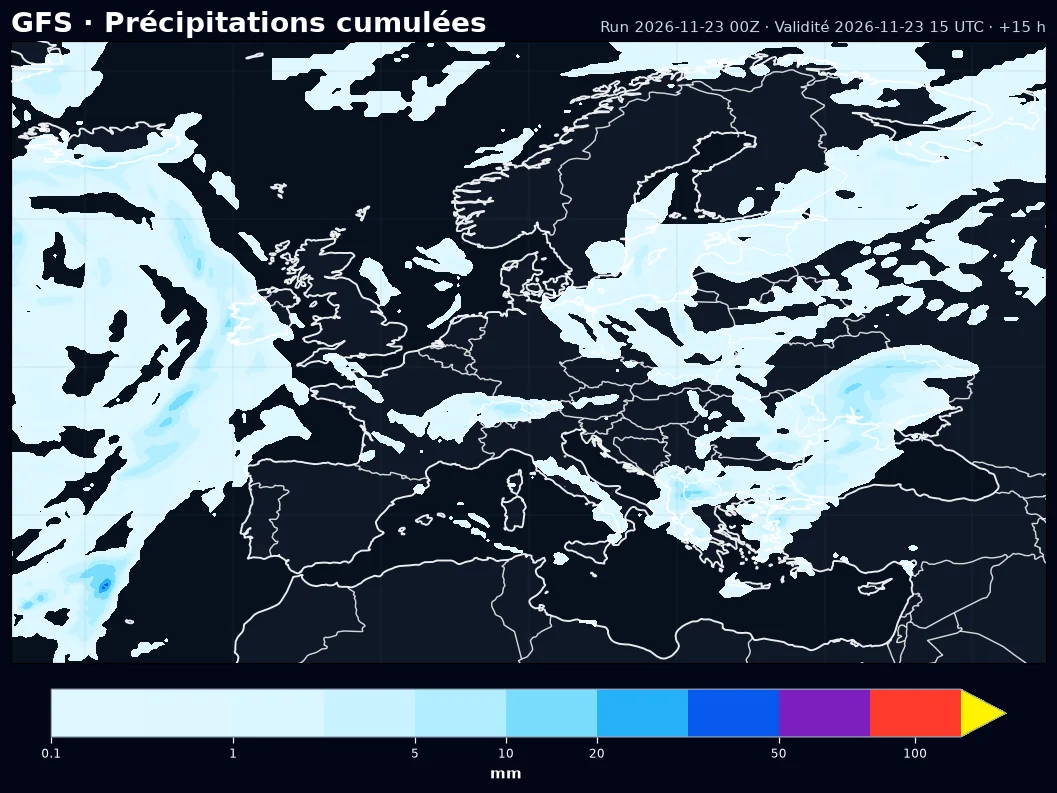 GFS · Précipitations cumulées
Run 2026-11-23 00Z · Validité 2026-11-23 15 UTC · +15 h
0.1 1 5 10 20 50 100
mm